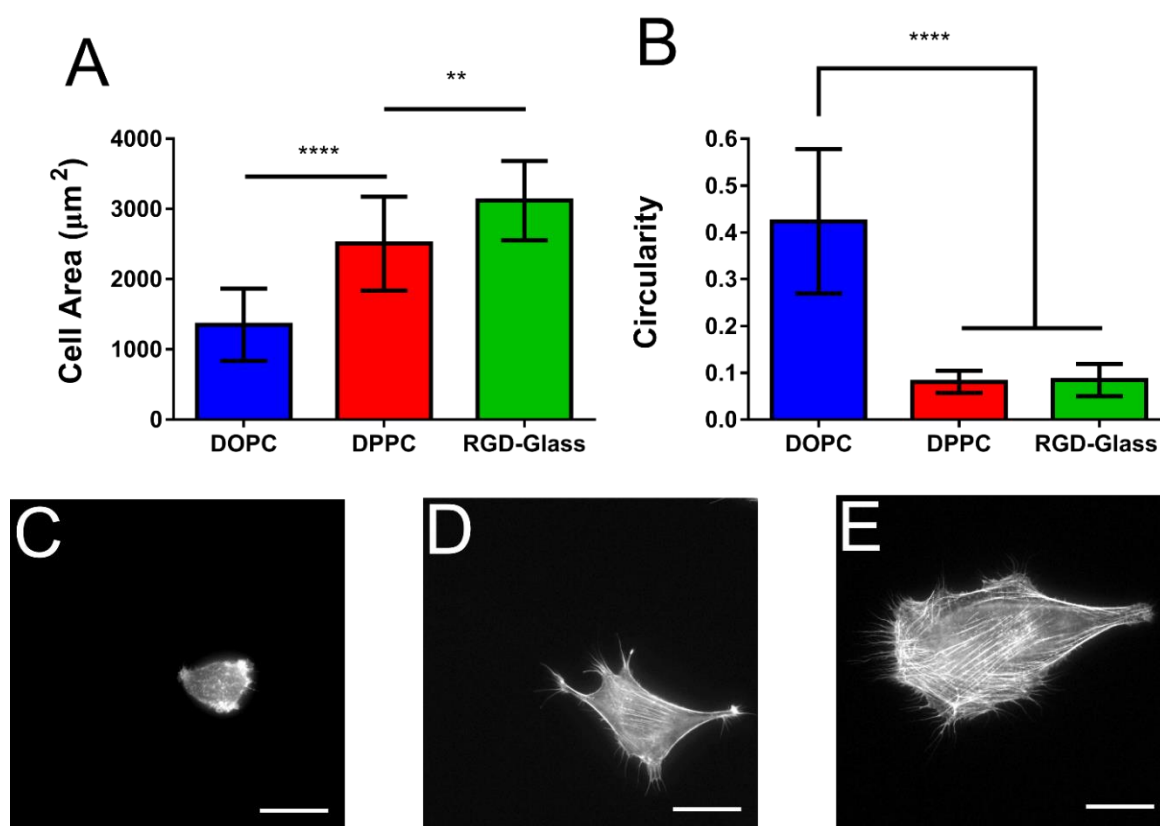 A
Cell Area (μm²)
4000
3000
2000
1000
0
****
**
DOPC
DPPC
RGD-Glass
B
Circularity
0.6
0.5
0.4
0.3
0.2
0.1
0.0
****
DOPC
DPPC
RGD-Glass
C
D
E